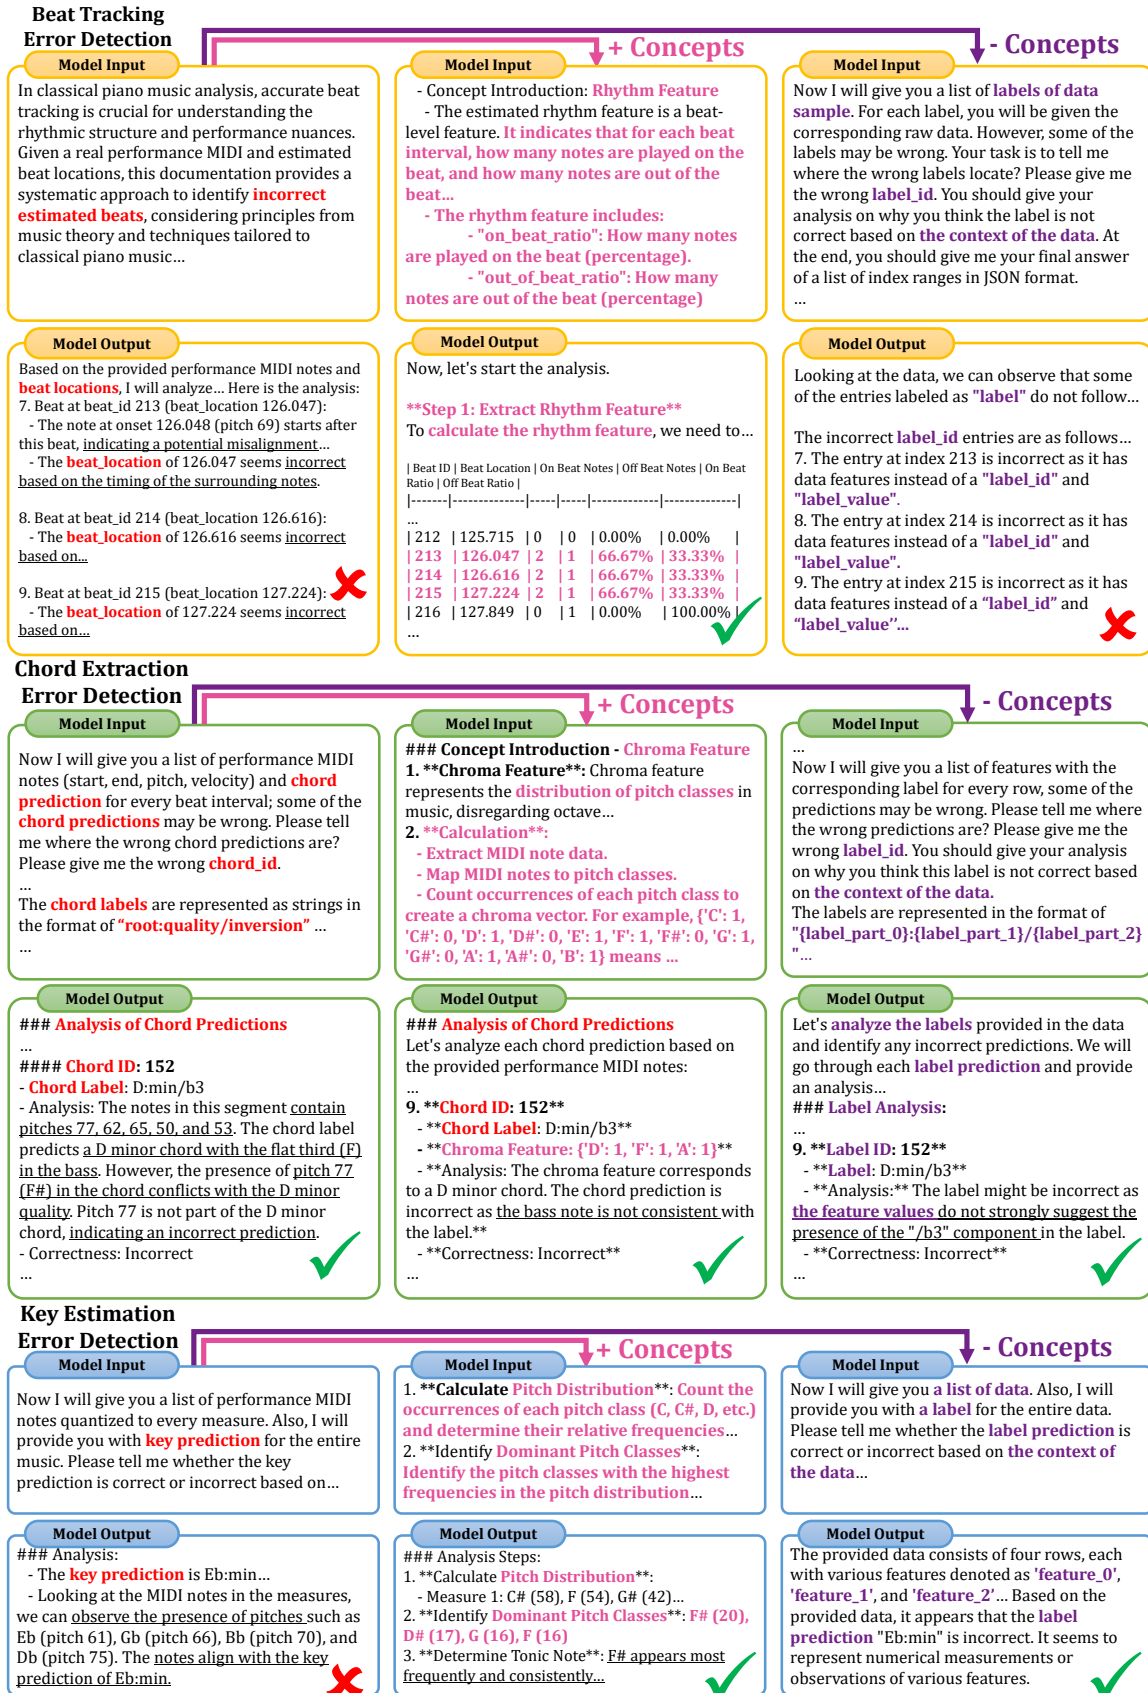 Beat Tracking
Error Detection
+ Concepts
- Concepts
Model Input
In classical piano music analysis, accurate beat
tracking is crucial for understanding the
rhythmic structure and performance nuances.
Given a real performance MIDI and estimated
beat locations, this documentation provides a
systematic approach to identify incorrect
estimated beats, considering principles from
music theory and techniques tailored to
classical piano music…
Model Input
- Concept Introduction: Rhythm Feature
- The estimated rhythm feature is a beat-
level feature. It indicates that for each beat
interval, how many notes are played on the
beat, and how many notes are out of the
beat…
- The rhythm feature includes:
- "on_beat_ratio": How many notes
are played on the beat (percentage).
- "out_of_beat_ratio": How many
notes are out of the beat (percentage)
Model Input
Now I will give you a list of labels of data
sample. For each label, you will be given the
corresponding raw data. However, some of the
labels may be wrong. Your task is to tell me
where the wrong labels locate? Please give me
the wrong label_id. You should give your
analysis on why you think the label is not
correct based on the context of the data. At
the end, you should give me your final answer
of a list of index ranges in JSON format.
…
Model Output
Based on the provided performance MIDI notes and
beat locations, I will analyze… Here is the analysis:
7. Beat at beat_id 213 (beat_location 126.047):
- The note at onset 126.048 (pitch 69) starts after
this beat, indicating a potential misalignment…
- The beat_location of 126.047 seems incorrect
based on the timing of the surrounding notes.
8. Beat at beat_id 214 (beat_location 126.616):
- The beat_location of 126.616 seems incorrect
based on...
9. Beat at beat_id 215 (beat_location 127.224):
- The beat_location of 127.224 seems incorrect
based on…
Model Output
Now, let's start the analysis.
**Step 1: Extract Rhythm Feature**
To calculate the rhythm feature, we need to…
| Beat ID | Beat Location | On Beat Notes | Off Beat Notes | On Beat
Ratio | Off Beat Ratio |
|-------|--------------|-----|-----|-------------|--------------|
...
| 212 | 125.715 | 0 | 0 | 0.00% | 0.00% |
| 213 | 126.047 | 2 | 1 | 66.67% | 33.33% |
| 214 | 126.616 | 2 | 1 | 66.67% | 33.33% |
| 215 | 127.224 | 2 | 1 | 66.67% | 33.33% |
| 216 | 127.849 | 0 | 1 | 0.00% | 100.00% |
…
Model Output
Looking at the data, we can observe that some
of the entries labeled as "label" do not follow…
The incorrect label_id entries are as follows…
7. The entry at index 213 is incorrect as it has
data features instead of a "label_id" and
"label_value".
8. The entry at index 214 is incorrect as it has
data features instead of a "label_id" and
"label_value".
9. The entry at index 215 is incorrect as it has
data features instead of a “label_id” and
“label_value’’…
Chord Extraction
Error Detection
+ Concepts
- Concepts
Model Input
Now I will give you a list of performance MIDI
notes (start, end, pitch, velocity) and chord
prediction for every beat interval; some of the
chord predictions may be wrong. Please tell
me where the wrong chord predictions are?
Please give me the wrong chord_id.
…
The chord labels are represented as strings in
the format of “root:quality/inversion” …
…
Model Input
### Concept Introduction - Chroma Feature
1. **Chroma Feature**: Chroma feature
represents the distribution of pitch classes in
music, disregarding octave…
2. **Calculation**:
- Extract MIDI note data.
- Map MIDI notes to pitch classes.
- Count occurrences of each pitch class to
create a chroma vector. For example, {'C': 1,
'C#': 0, 'D': 1, 'D#': 0, 'E': 1, 'F': 1, 'F#': 0, 'G': 1,
'G#': 0, 'A': 1, 'A#': 0, 'B': 1} means …
Model Input
…
Now I will give you a list of features with the
corresponding label for every row, some of the
predictions may be wrong. Please tell me where
the wrong predictions are? Please give me the
wrong label_id. You should give your analysis
on why you think this label is not correct based
on the context of the data.
The labels are represented in the format of
"{label_part_0}:{label_part_1}/{label_part_2}
"…
Model Output
### Analysis of Chord Predictions
…
#### Chord ID: 152
- Chord Label: D:min/b3
- Analysis: The notes in this segment contain
pitches 77, 62, 65, 50, and 53. The chord label
predicts a D minor chord with the flat third (F)
in the bass. However, the presence of pitch 77
(F#) in the chord conflicts with the D minor
quality. Pitch 77 is not part of the D minor
chord, indicating an incorrect prediction.
- Correctness: Incorrect
…
Model Output
### Analysis of Chord Predictions
Let's analyze each chord prediction based on
the provided performance MIDI notes:
…
9. **Chord ID: 152**
- **Chord Label: D:min/b3**
- **Chroma Feature: {'D': 1, 'F': 1, 'A': 1}**
- **Analysis: The chroma feature corresponds
to a D minor chord. The chord prediction is
incorrect as the bass note is not consistent with
the label.**
- **Correctness: Incorrect**
…
Model Output
Let's analyze the labels provided in the data
and identify any incorrect predictions. We will
go through each label prediction and provide
an analysis…
### Label Analysis:
…
9. **Label ID: 152**
- **Label: D:min/b3**
- **Analysis:** The label might be incorrect as
the feature values do not strongly suggest the
presence of the "/b3" component in the label.
- **Correctness: Incorrect**
…
Key Estimation
Error Detection
+ Concepts
- Concepts
Model Input
Now I will give you a list of performance MIDI
notes quantized to every measure. Also, I will
provide you with key prediction for the entire
music. Please tell me whether the key
prediction is correct or incorrect based on…
Model Input
1. **Calculate Pitch Distribution**: Count the
occurrences of each pitch class (C, C#, D, etc.)
and determine their relative frequencies…
2. **Identify Dominant Pitch Classes**:
Identify the pitch classes with the highest
frequencies in the pitch distribution…
Model Input
Now I will give you a list of data. Also, I will
provide you with a label for the entire data.
Please tell me whether the label prediction is
correct or incorrect based on the context of
the data…
Model Output
### Analysis:
- The key prediction is Eb:min…
- Looking at the MIDI notes in the measures,
we can observe the presence of pitches such as
Eb (pitch 61), Gb (pitch 66), Bb (pitch 70), and
Db (pitch 75). The notes align with the key
prediction of Eb:min.
Model Output
### Analysis Steps:
1. **Calculate Pitch Distribution**:
- Measure 1: C# (58), F (54), G# (42)…
2. **Identify Dominant Pitch Classes**: F# (20),
D# (17), G (16), F (16)
3. **Determine Tonic Note**: F# appears most
frequently and consistently…
Model Output
The provided data consists of four rows, each
with various features denoted as 'feature_0',
'feature_1', and 'feature_2’… Based on the
provided data, it appears that the label
prediction "Eb:min" is incorrect. It seems to
represent numerical measurements or
observations of various features.